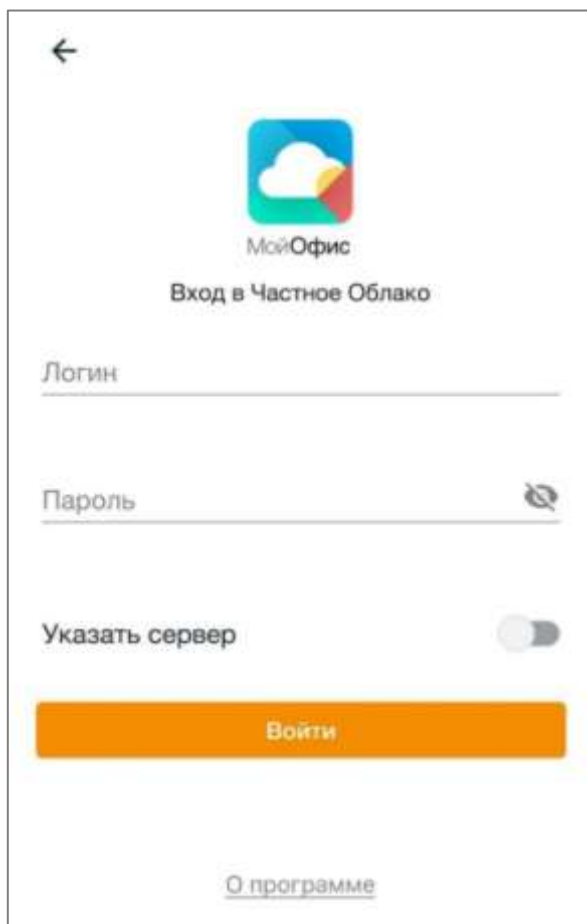 МойОфис
Вход в Частное Облако
Логин
Пароль
Указать сервер
Войти
О программе